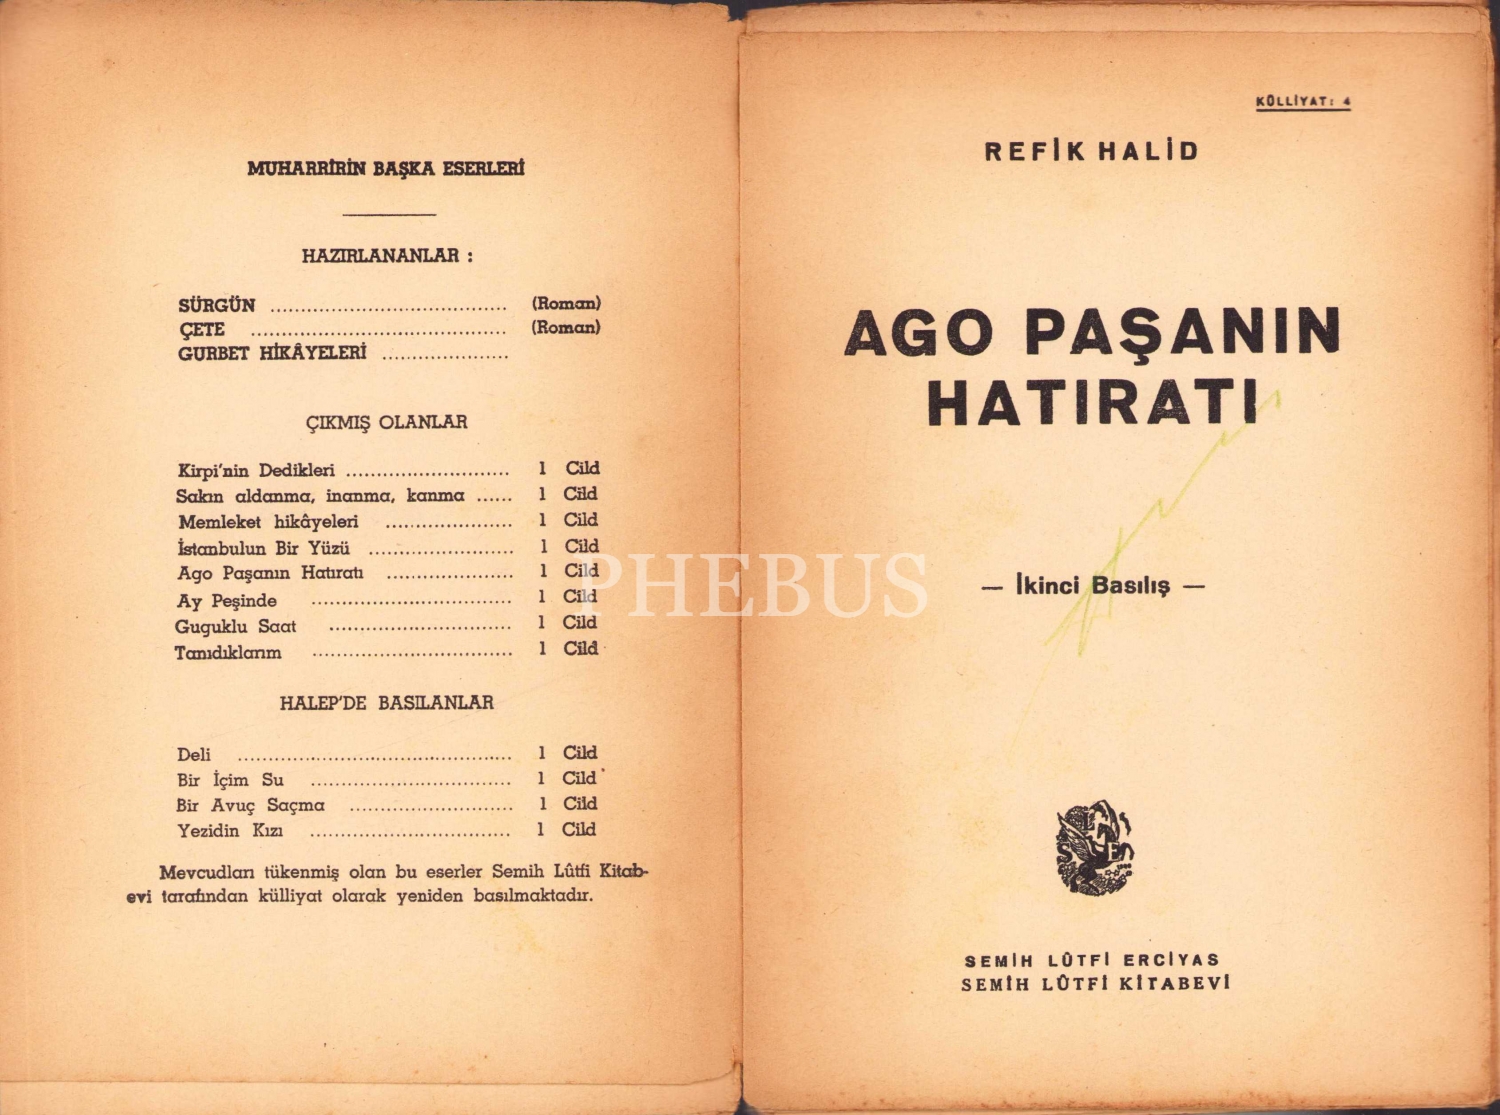 MUHARRİRİN BAŞKA ESERLERİ
HAZIRLANANLAR :
SÜRGÜN ...................................... (Roman)
ÇETE .......................................... (Roman)
GURBET HİKÂYELERİ .....................
ÇIKMIŞ OLANLAR
Kirpi'nin Dedikleri ........................... 1 Cild
Sakın aldanma, inanma, kanma ...... 1 Cild
Memleket hikâyeleri ..................... 1 Cild
İstanbulun Bir Yüzü ........................ 1 Cild
Ago Paşanın Hatıratı ..................... 1 Cild
Ay Peşinde ................................. 1 Cild
Guguklu Saat .............................. 1 Cild
Tanıdıklarım ................................. 1 Cild
HALEP'DE BASILANLAR
Deli ............................................. 1 Cild
Bir İçim Su ................................. 1 Cild
Bir Avuç Saçma ........................... 1 Cild
Yezidin Kızı ................................. 1 Cild
Mevcudları tükenmiş olan bu eserler Semih Lûtfi Kitab-
evi tarafından külliyat olarak yeniden basılmaktadır.
KÜLLİYAT: 4
REFİK HALİD
AGO PAŞANIN
HATIRATI
— İkinci Basılış —
SLE
SEMİH LÛTFİ ERCİYAS
SEMİH LÛTFİ KİTABEVİ
PHEBUS